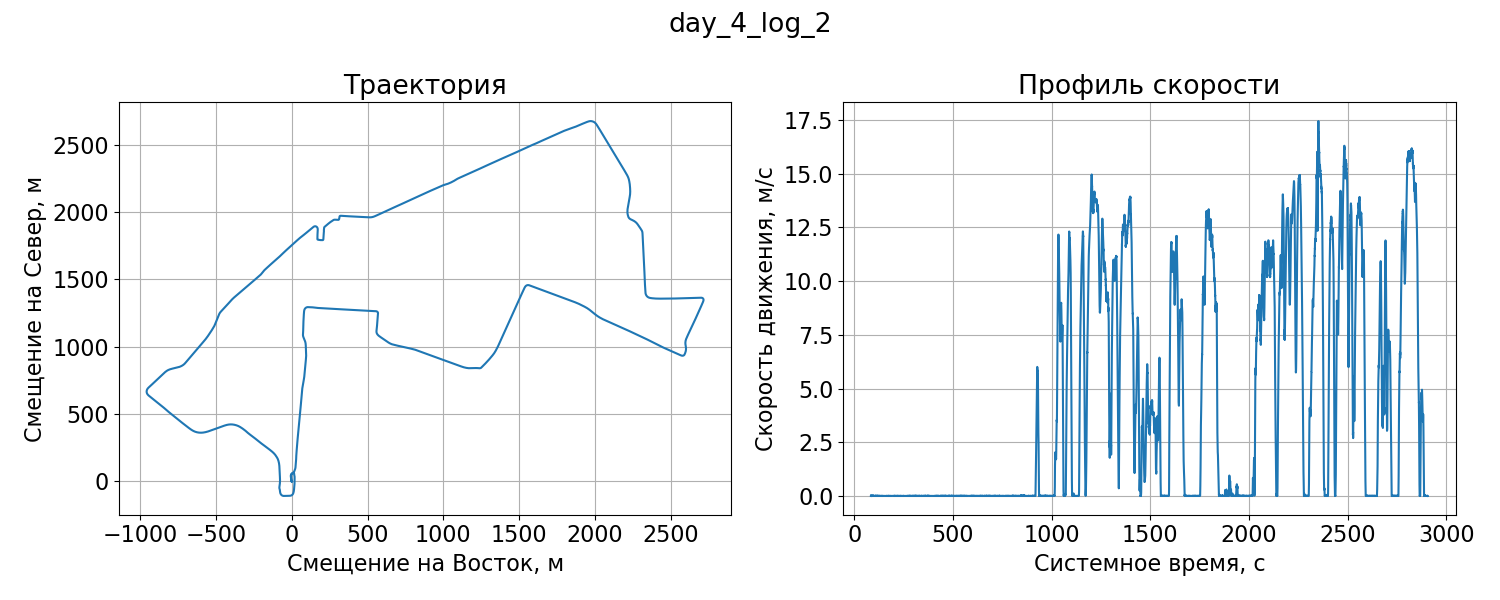 day_4_log_2
Траектория
Смещение на Север, м
2500
2000
1500
1000
500
0
−1000 −500 0 500 1000 1500 2000 2500
Смещение на Восток, м
Профиль скорости
Скорость движения, м/с
17.5
15.0
12.5
10.0
7.5
5.0
2.5
0.0
0 500 1000 1500 2000 2500 3000
Системное время, с